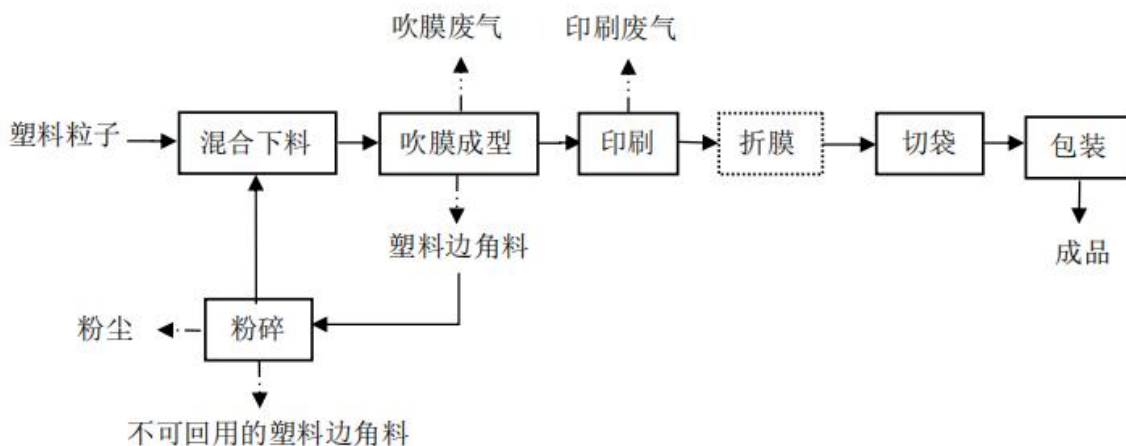 吹膜废气
印刷废气
塑料粒子
混合下料
吹膜成型
印刷
折膜
切袋
包装
塑料边角料
成品
粉尘
粉碎
不可回用的塑料边角料